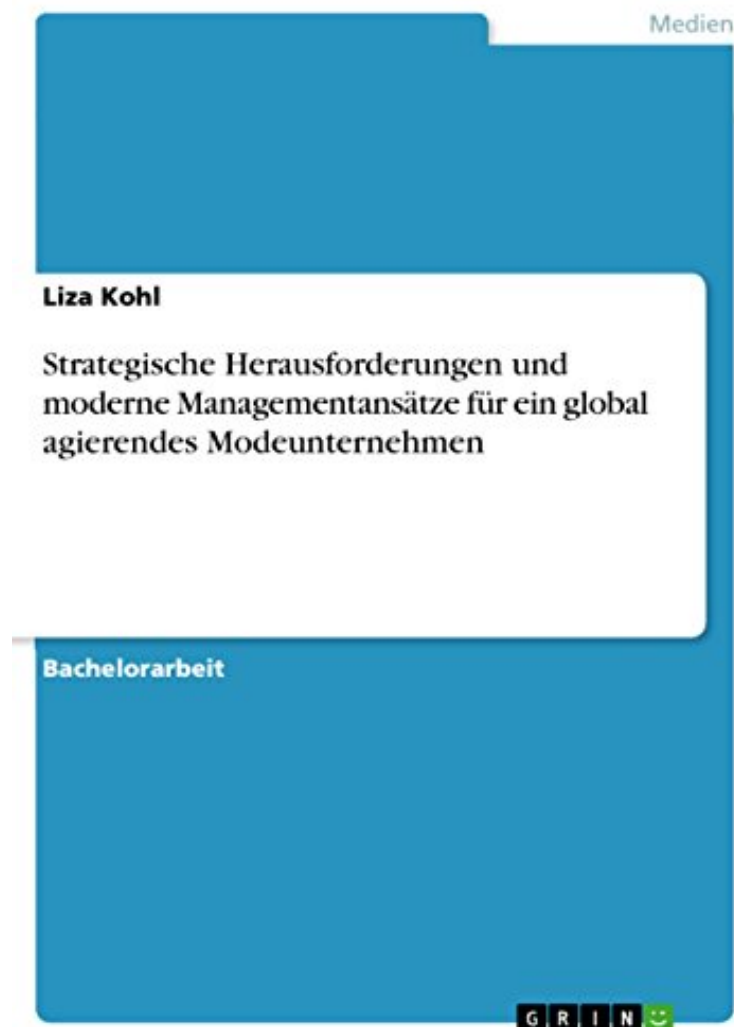 Medien
Liza Kohl
Strategische Herausforderungen und
moderne Managementansätze für ein global
agierendes Modeunternehmen
Bachelorarbeit
GRIN